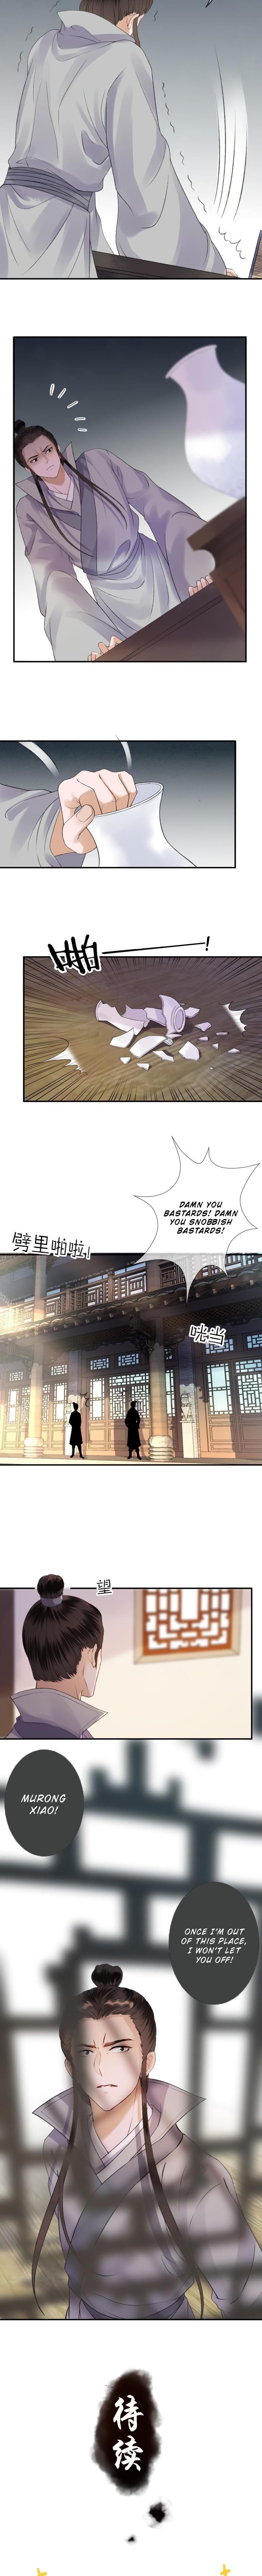 啪
DAMN YOU
BASTARDS! DAMN
YOU SNOBBISH
BASTARDS!
劈里啪啦!
咣当
望
MURONG
XIAO!
ONCE I'M OUT
OF THIS PLACE,
I WON'T LET
YOU OFF!
待
续